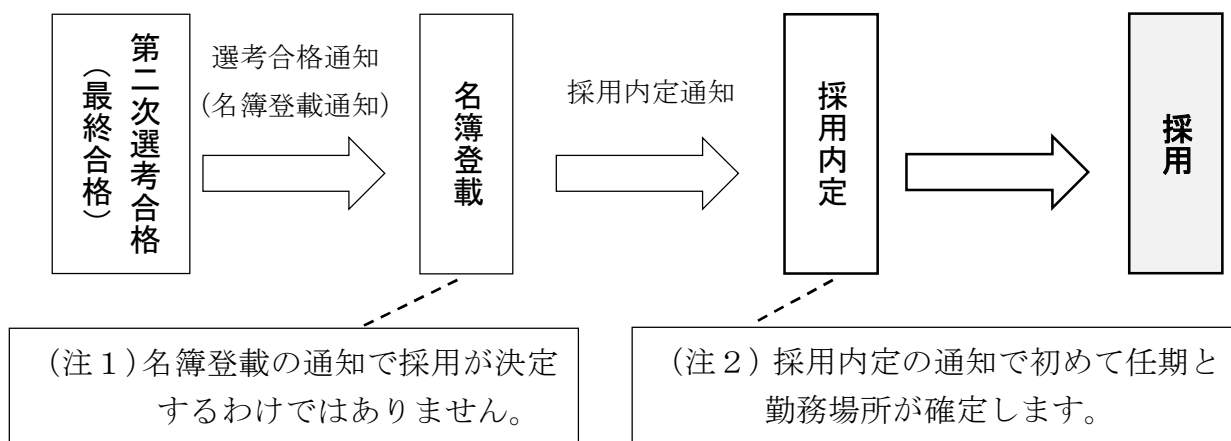 第二次選考合格
（最終合格）
選考合格通知
(名簿登載通知)
名簿登載
採用内定通知
採用内定
採用
(注１)名簿登載の通知で採用が決定
するわけではありません。
(注２) 採用内定の通知で初めて任期と
勤務場所が確定します。